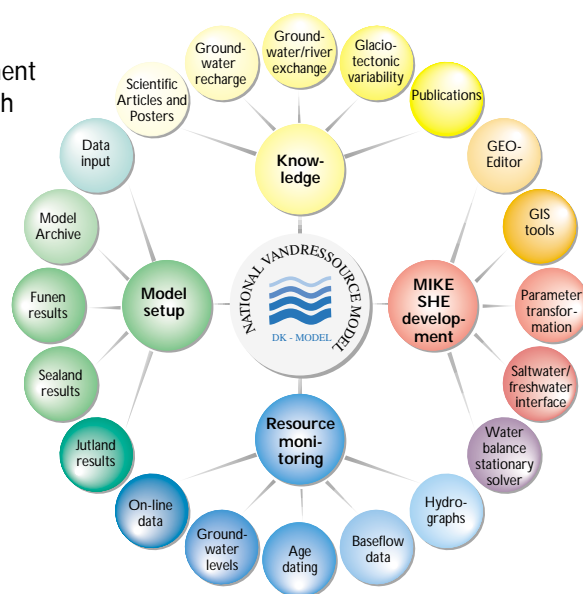 ment
h
Ground-
water
recharge
Ground-
water/river
exchange
Glacio-
tectonic
variability
Scientific
Articles and
Posters
Publications
Data
input
Know-
ledge
GEO-
Editor
Model
Archive
GIS
tools
NATIONAL VANDRESSOURCE MODEL
DK - MODEL
Funen
results
Model
setup
MIKE
SHE
develop-
ment
Parameter
transfor-
mation
Sealand
results
Saltwater/
freshwater
interface
Jutland
results
Resource
moni-
toring
Water
balance
stationary
solver
On-line
data
Ground-
water
levels
Age
dating
Baseflow
data
Hydro-
graphs